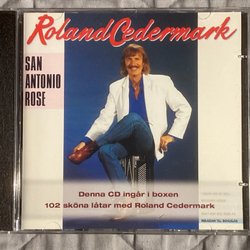 Roland Cedermark
SAN
ANTONIO
ROSE
Denna CD ingår i boxen
102 sköna låtar med Roland Cedermark